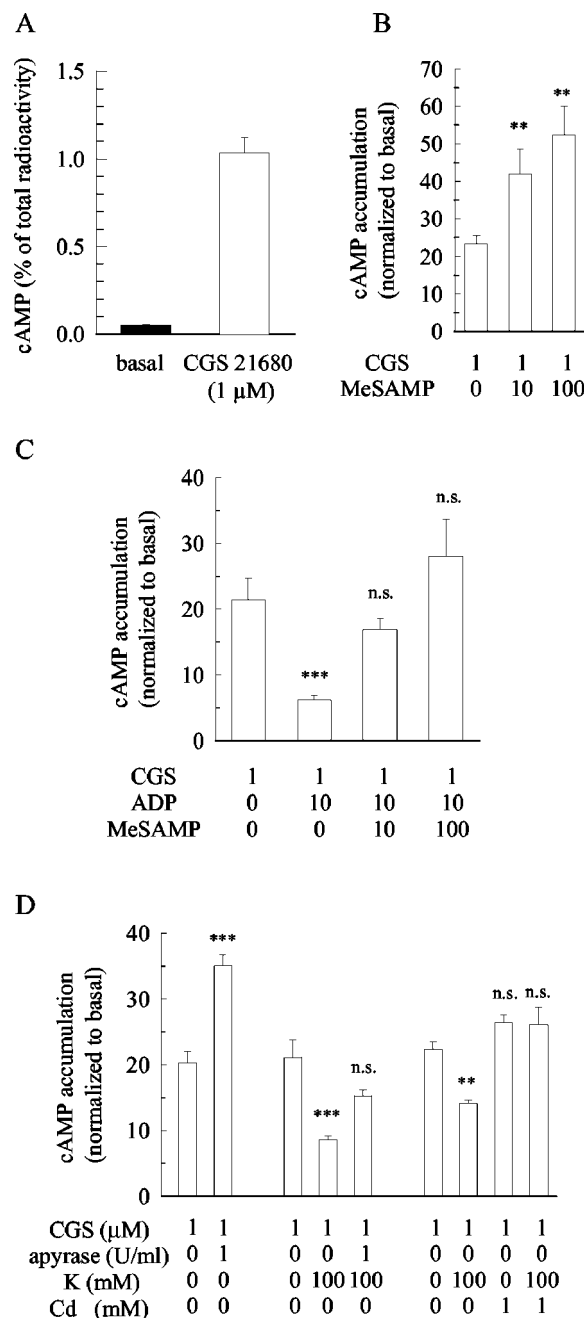 A
cAMP (% of total radioactivity)
1.5
1.0
0.5
0.0
basal CGS 21680
(1 µM)
B
cAMP accumulation
(normalized to basal)
70
60
50
40
30
20
10
0
** **
CGS 1 1 1
MeSAMP 0 10 100
C
cAMP accumulation
(normalized to basal)
40
30
20
10
0
*** n.s. n.s.
CGS 1 1 1 1
ADP 0 10 10 10
MeSAMP 0 0 10 100
D
cAMP accumulation
(normalized to basal)
40
30
20
10
0
*** *** n.s. ** n.s. n.s.
CGS (µM) 1 1 1 1 1 1 1 1 1
apyrase (U/ml) 0 1 0 0 1 0 0 0 0
K (mM) 0 0 0 100 100 0 100 0 100
Cd (mM) 0 0 0 0 0 0 0 1 1